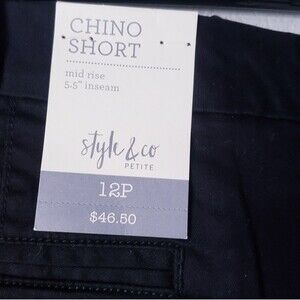 CHINO
SHORT
mid rise
5.5" inseam
style & co
PETITE
12P
$46.50